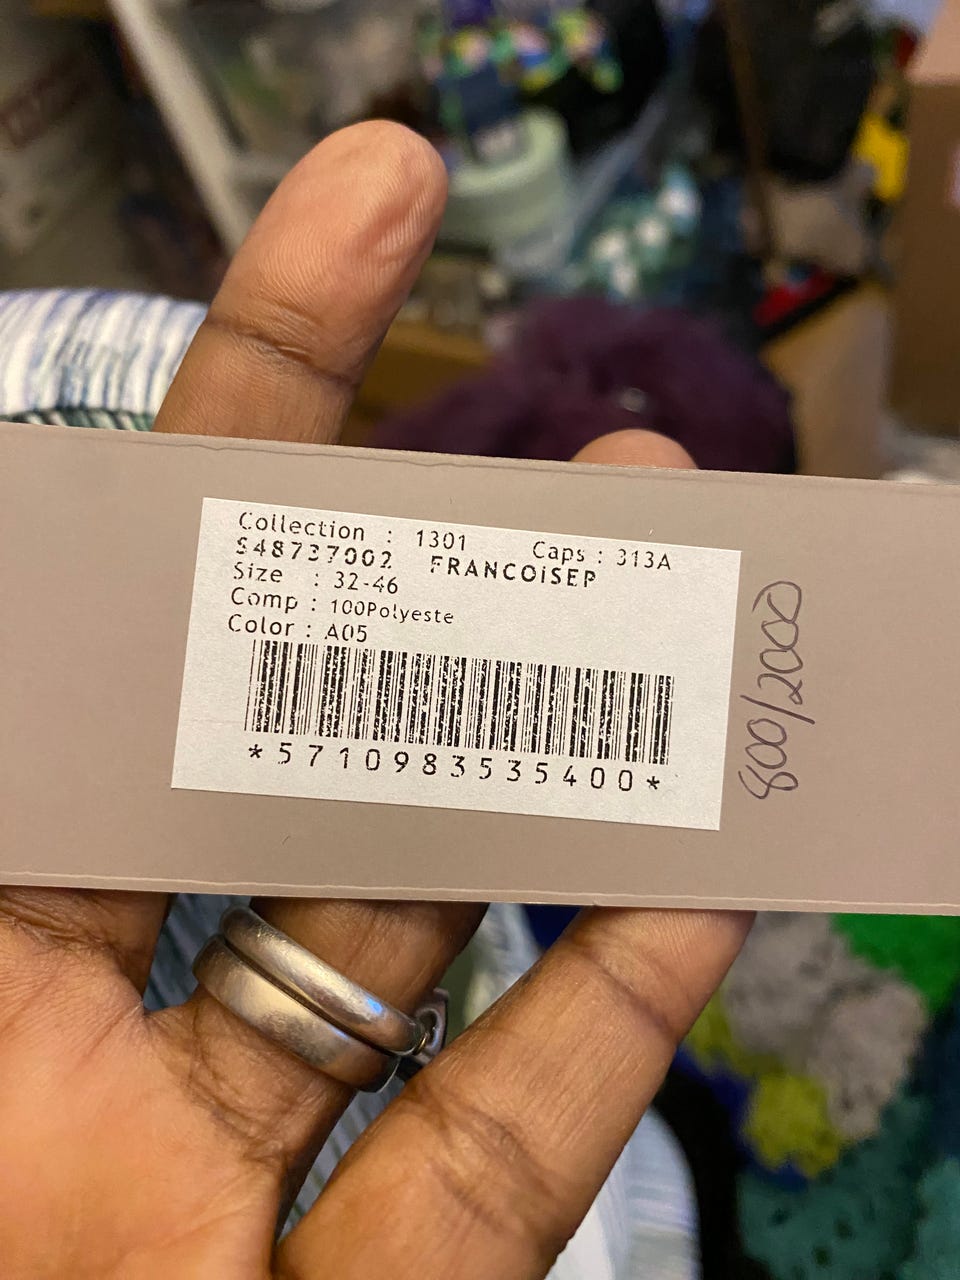 Collection : 1301 Caps : 313A
S48737002 FRANCOiSEP
Size : 32-46
Comp : 100Polyeste
Color : A05
*5710983535400*
800/2000